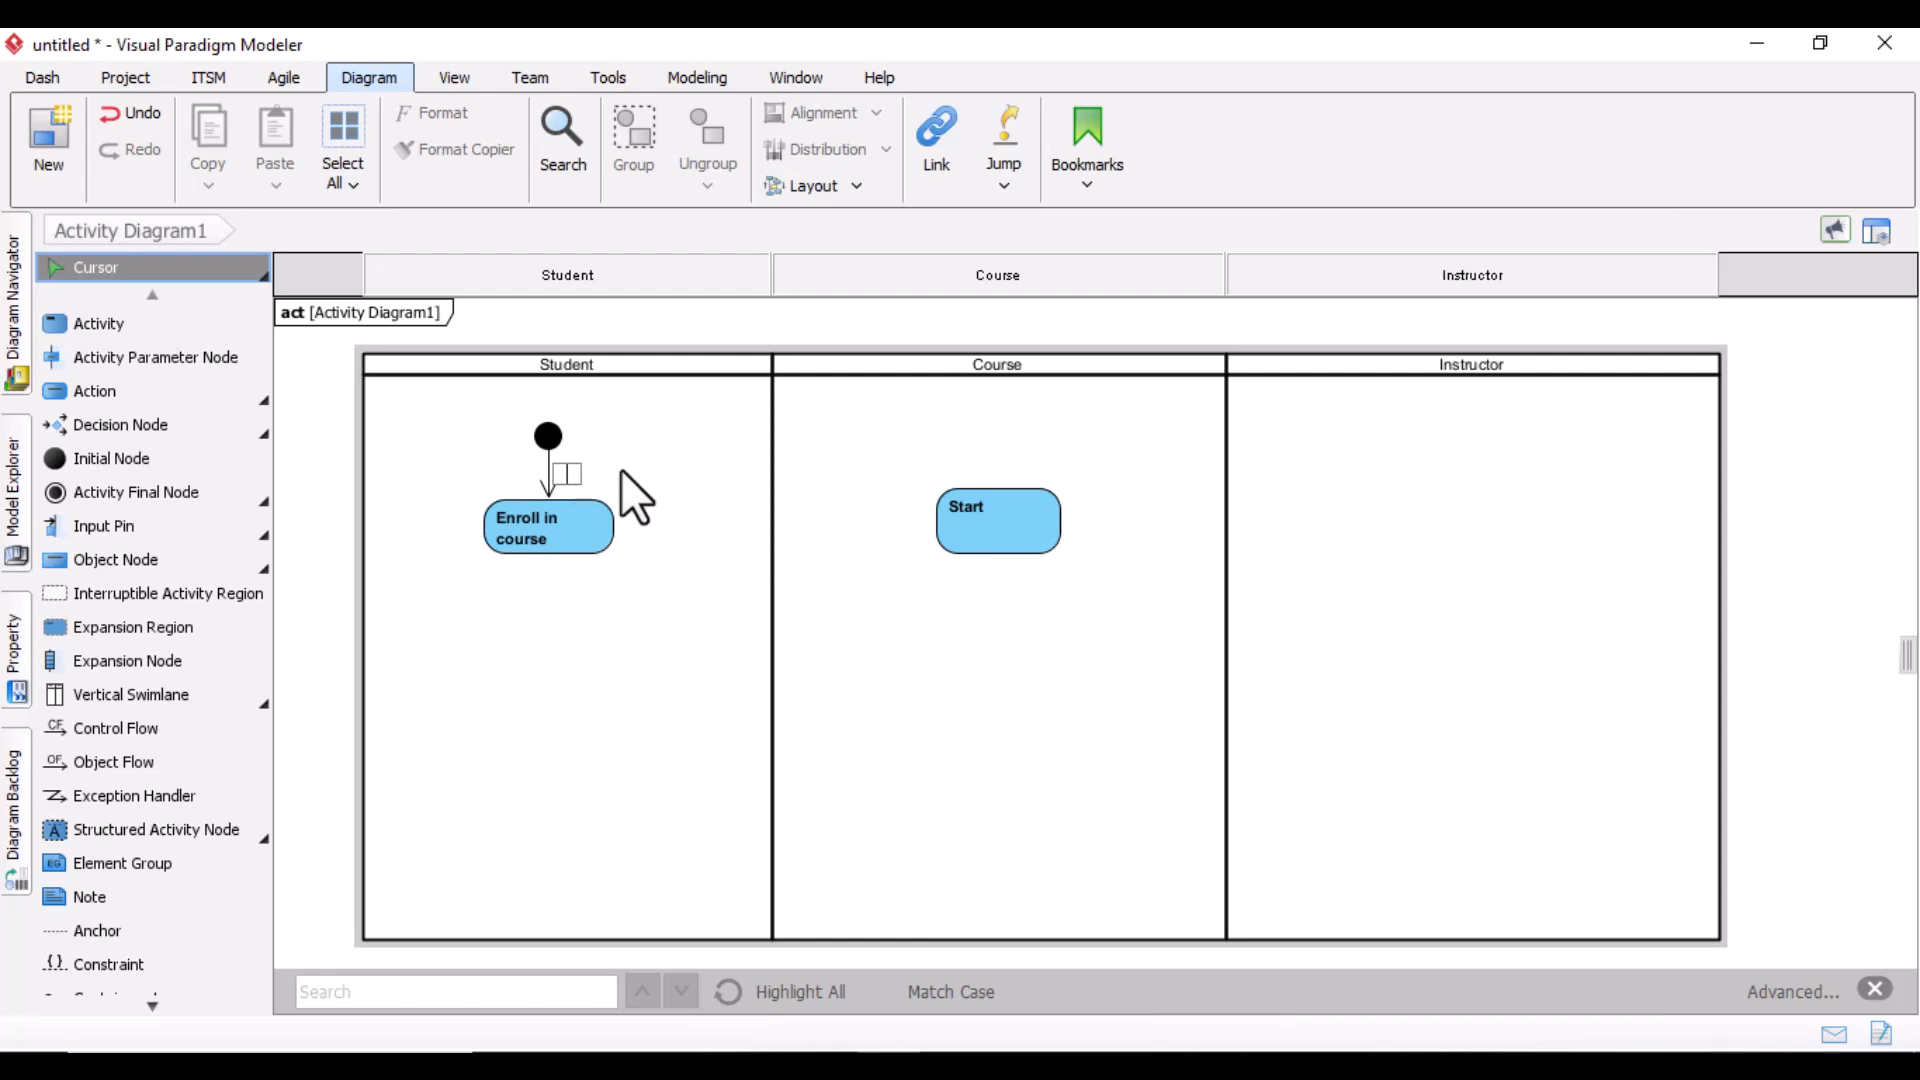 untitled * - Visual Paradigm Modeler
Dash Project ITSM Agile Diagram View Team Tools Modeling Window Help
New
Undo
Redo
Copy
Paste
Select
All
Format
Format Copier
Search
Group
Ungroup
Alignment
Distribution
Layout
Link
Jump
Bookmarks
Diagram Navigator
Model Explorer
Property
Diagram Backlog
Activity Diagram1
Cursor
Activity
Activity Parameter Node
Action
Decision Node
Initial Node
Activity Final Node
Input Pin
Object Node
Interruptible Activity Region
Expansion Region
Expansion Node
Vertical Swimlane
CF Control Flow
OF Object Flow
Exception Handler
A Structured Activity Node
EG Element Group
Note
Anchor
{} Constraint
Student Course Instructor
act [Activity Diagram1]
Student Course Instructor
Enroll in
course
Start
Search
Highlight All
Match Case
Advanced...